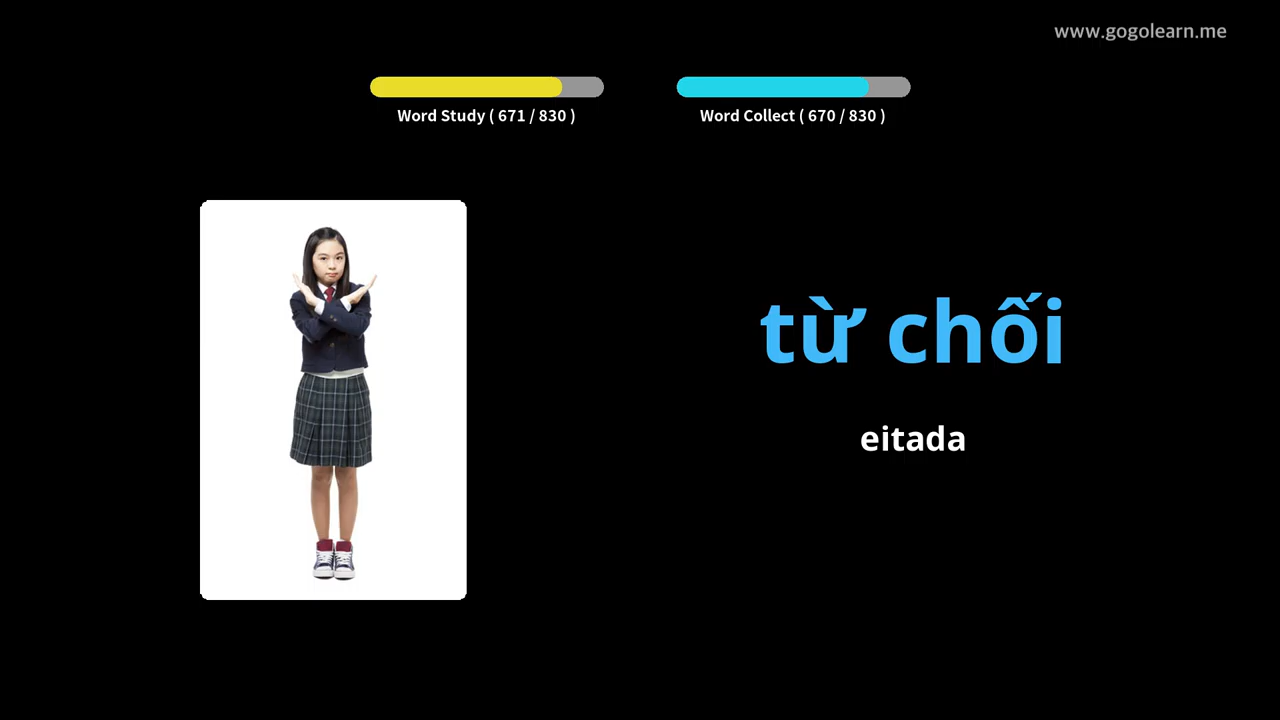 www.gogolearn.me
Word Study ( 671 / 830 )
Word Collect ( 670 / 830 )
từ chối
eitada